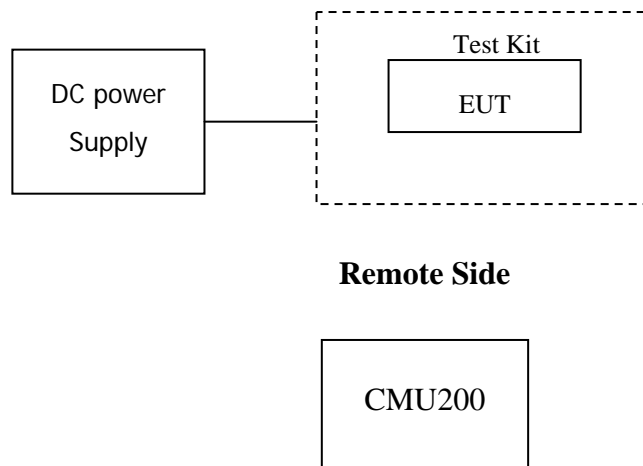 Test Kit
DC power
Supply
EUT
Remote Side
CMU200